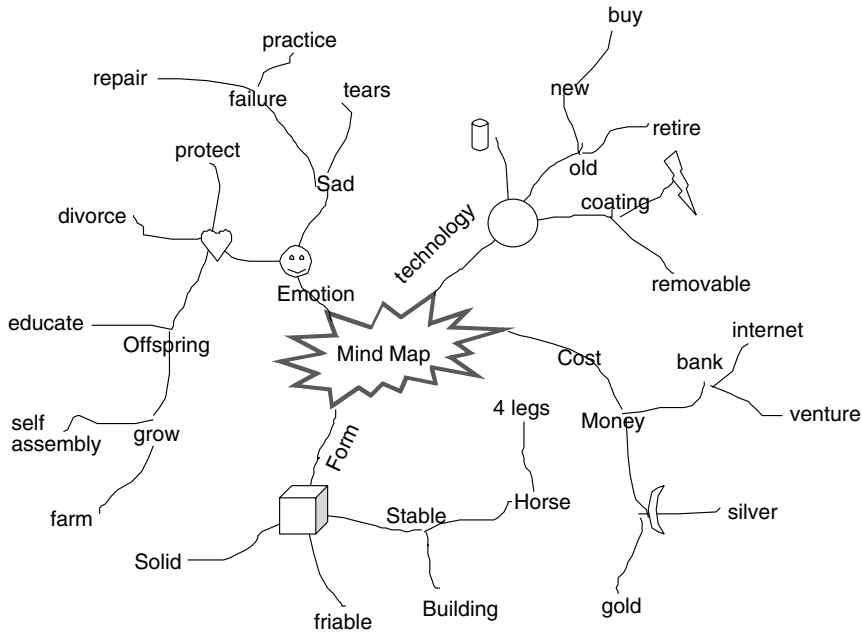 buy
practice
repair
failure
tears
new
retire
protect
old
Sad
coating
divorce
technology
removable
Emotion
educate
Offspring
Mind Map
Cost
internet
bank
4 legs
Money
venture
self
assembly
grow
Form
Horse
Stable
silver
farm
Solid
Building
gold
friable